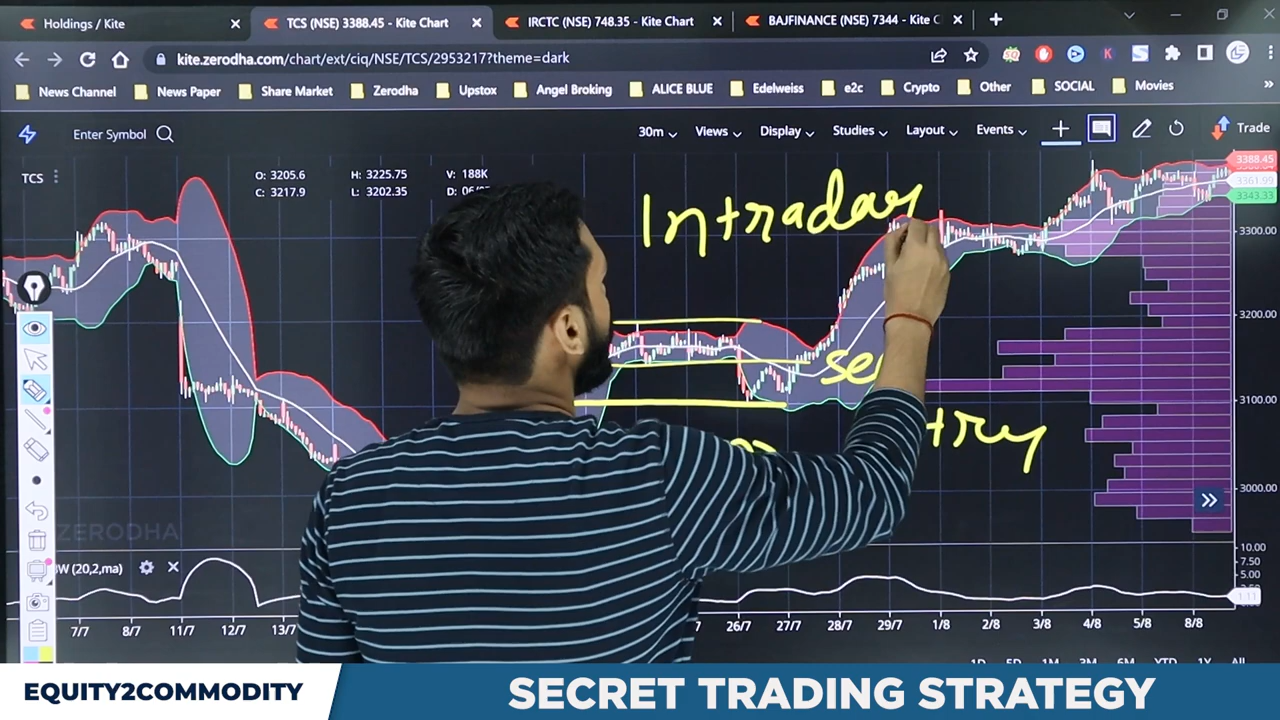 Holdings / Kite
TCS (NSE) 3388.45 - Kite Chart
IRCTC (NSE) 748.35 - Kite Chart
BAJFINANCE (NSE) 7344 - Kite C
kite.zerodha.com/chart/ext/ciq/NSE/TCS/2953217?theme=dark
News Channel News Paper Share Market Zerodha Upstox Angel Broking ALICE BLUE Edelweiss e2c Crypto Other SOCIAL Movies
Enter Symbol 30m Views Display Studies Layout Events Trade
TCS
O: 3205.6 H: 3225.75 V: 188K
C: 3217.9 L: 3202.35
Intraday
3388.45
3361.99
3343.33
3300.00
3200.00
3100.00
3000.00
ZERODHA
(20,2,ma)
10.00
7.50
5.00
1.11
7/7 8/7 11/7 12/7 13/7 26/7 27/7 28/7 29/7 1/8 2/8 3/8 4/8 5/8 8/8
1D 5D 1M 3M 6M YTD 1Y All
EQUITY2COMMODITY
SECRET TRADING STRATEGY